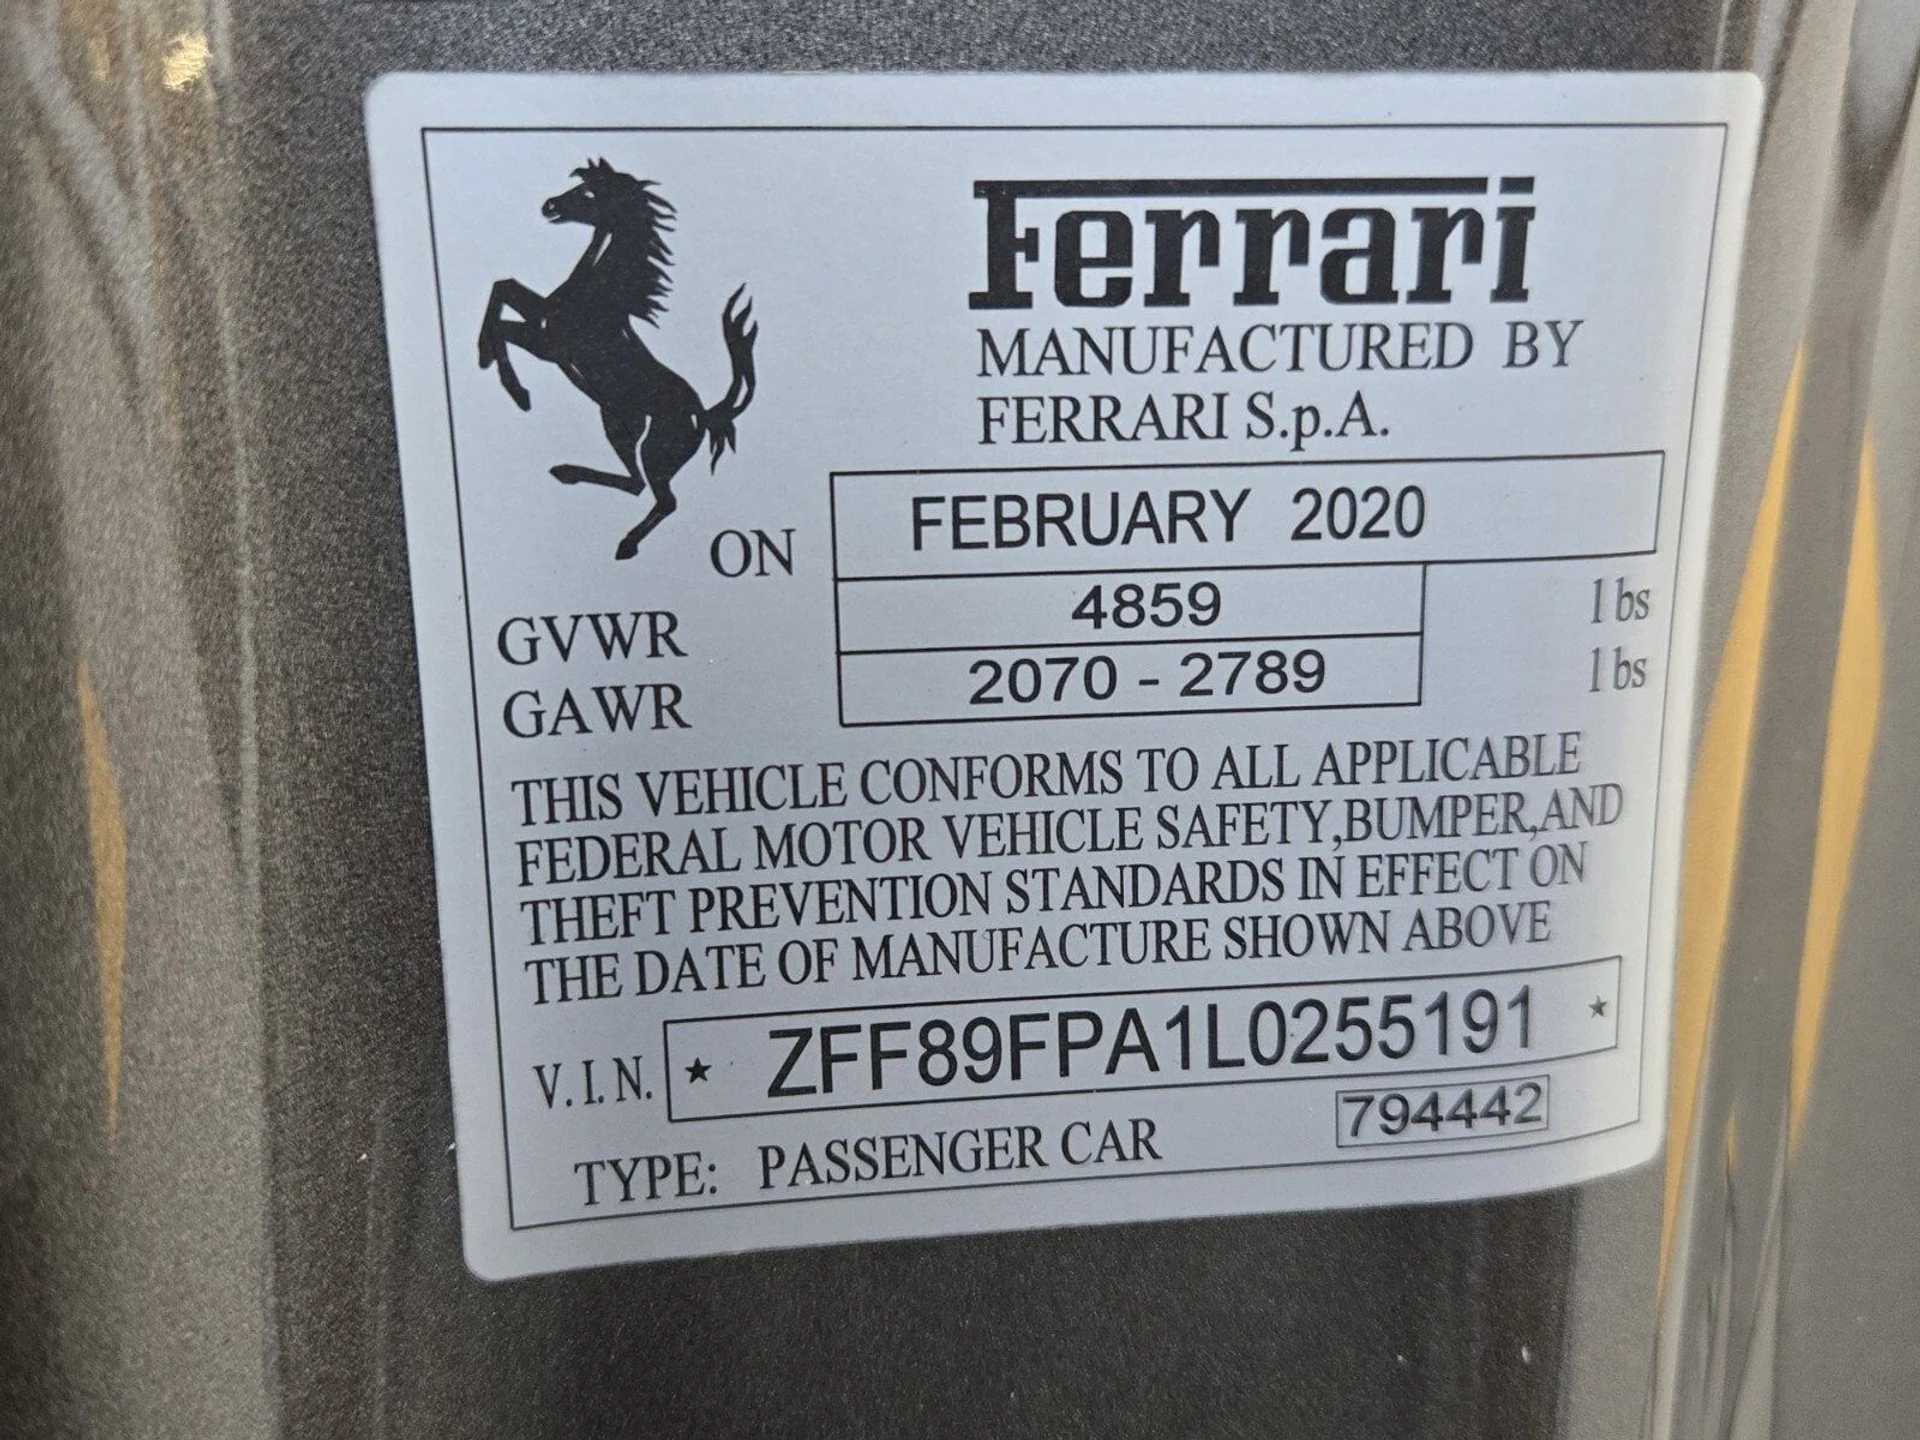 Ferrari
MANUFACTURED BY
FERRARI S.p.A.
ON FEBRUARY 2020
GVWR 4859 lbs
GAWR 2070 - 2789 lbs
THIS VEHICLE CONFORMS TO ALL APPLICABLE
FEDERAL MOTOR VEHICLE SAFETY,BUMPER,AND
THEFT PREVENTION STANDARDS IN EFFECT ON
THE DATE OF MANUFACTURE SHOWN ABOVE
V.I.N. ★ ZFF89FPA1L0255191 ★
TYPE: PASSENGER CAR 794442